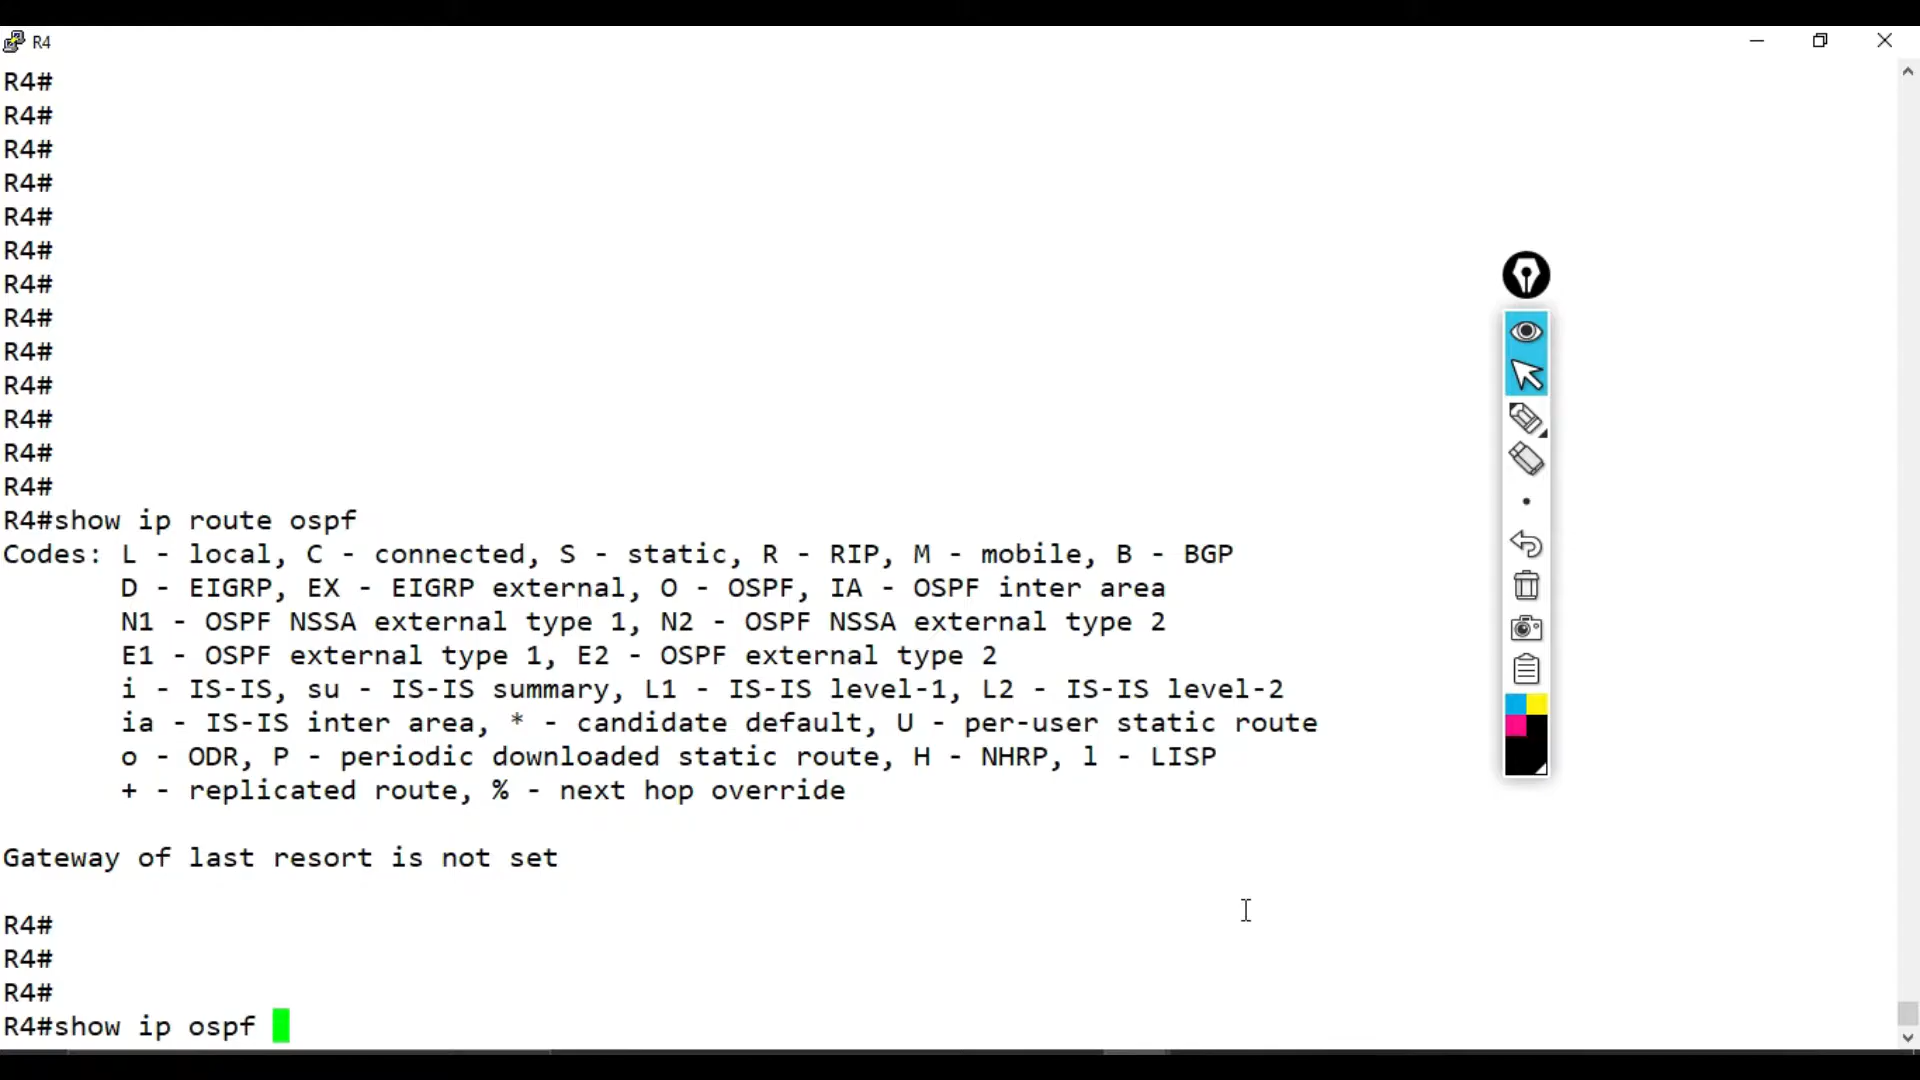 R4
R4#
R4#
R4#
R4#
R4#
R4#
R4#
R4#
R4#
R4#
R4#
R4#
R4#
R4#show ip route ospf
Codes: L - local, C - connected, S - static, R - RIP, M - mobile, B - BGP
       D - EIGRP, EX - EIGRP external, O - OSPF, IA - OSPF inter area
       N1 - OSPF NSSA external type 1, N2 - OSPF NSSA external type 2
       E1 - OSPF external type 1, E2 - OSPF external type 2
       i - IS-IS, su - IS-IS summary, L1 - IS-IS level-1, L2 - IS-IS level-2
       ia - IS-IS inter area, * - candidate default, U - per-user static route
       o - ODR, P - periodic downloaded static route, H - NHRP, l - LISP
       + - replicated route, % - next hop override
Gateway of last resort is not set
R4#
R4#
R4#
R4#show ip ospf